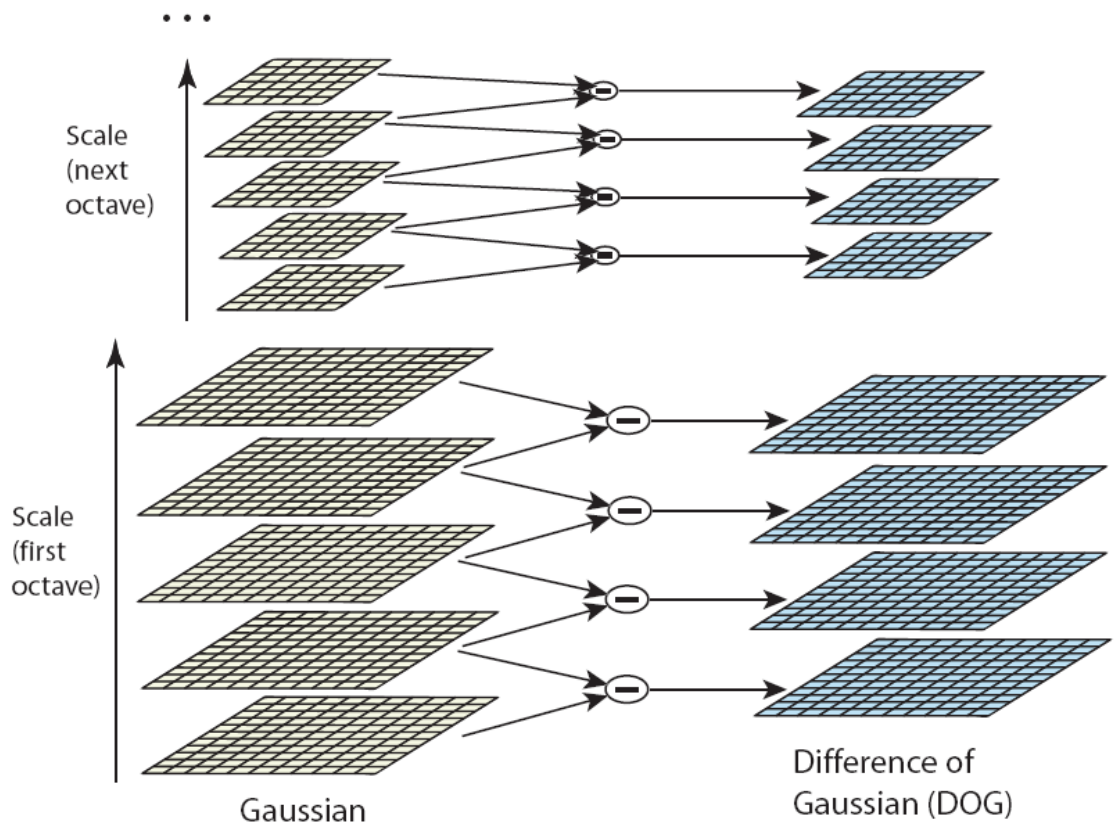 ...
Scale
(next
octave)
Scale
(first
octave)
Gaussian
Difference of
Gaussian (DOG)